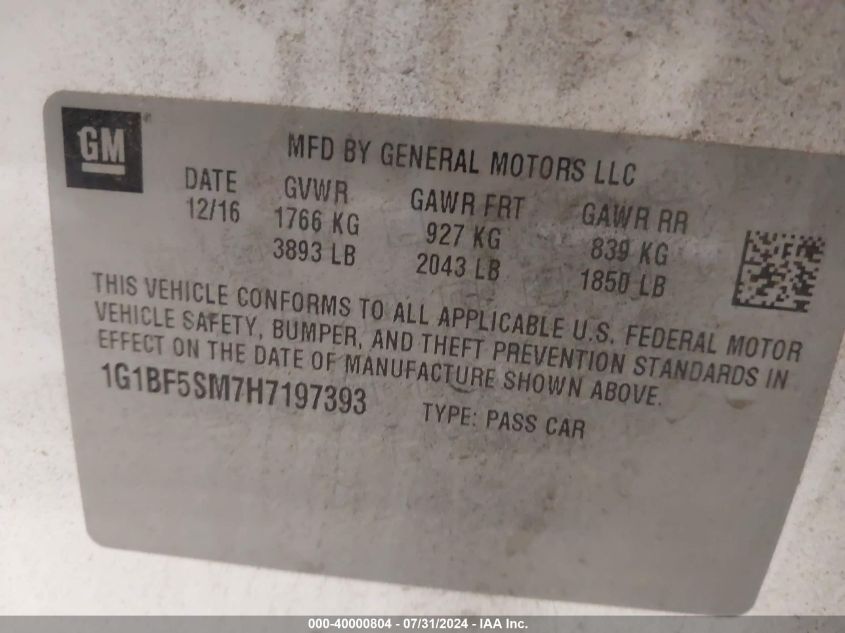 GM
MFD BY GENERAL MOTORS LLC
DATE GVWR GAWR FRT GAWR RR
12/16 1766 KG 927 KG 839 KG
3893 LB 2043 LB 1850 LB
THIS VEHICLE CONFORMS TO ALL APPLICABLE U.S. FEDERAL MOTOR
VEHICLE SAFETY, BUMPER, AND THEFT PREVENTION STANDARDS IN
EFFECT ON THE DATE OF MANUFACTURE SHOWN ABOVE.
1G1BF5SM7H7197393 TYPE: PASS CAR
000-40000804 - 07/31/2024 - IAA Inc.